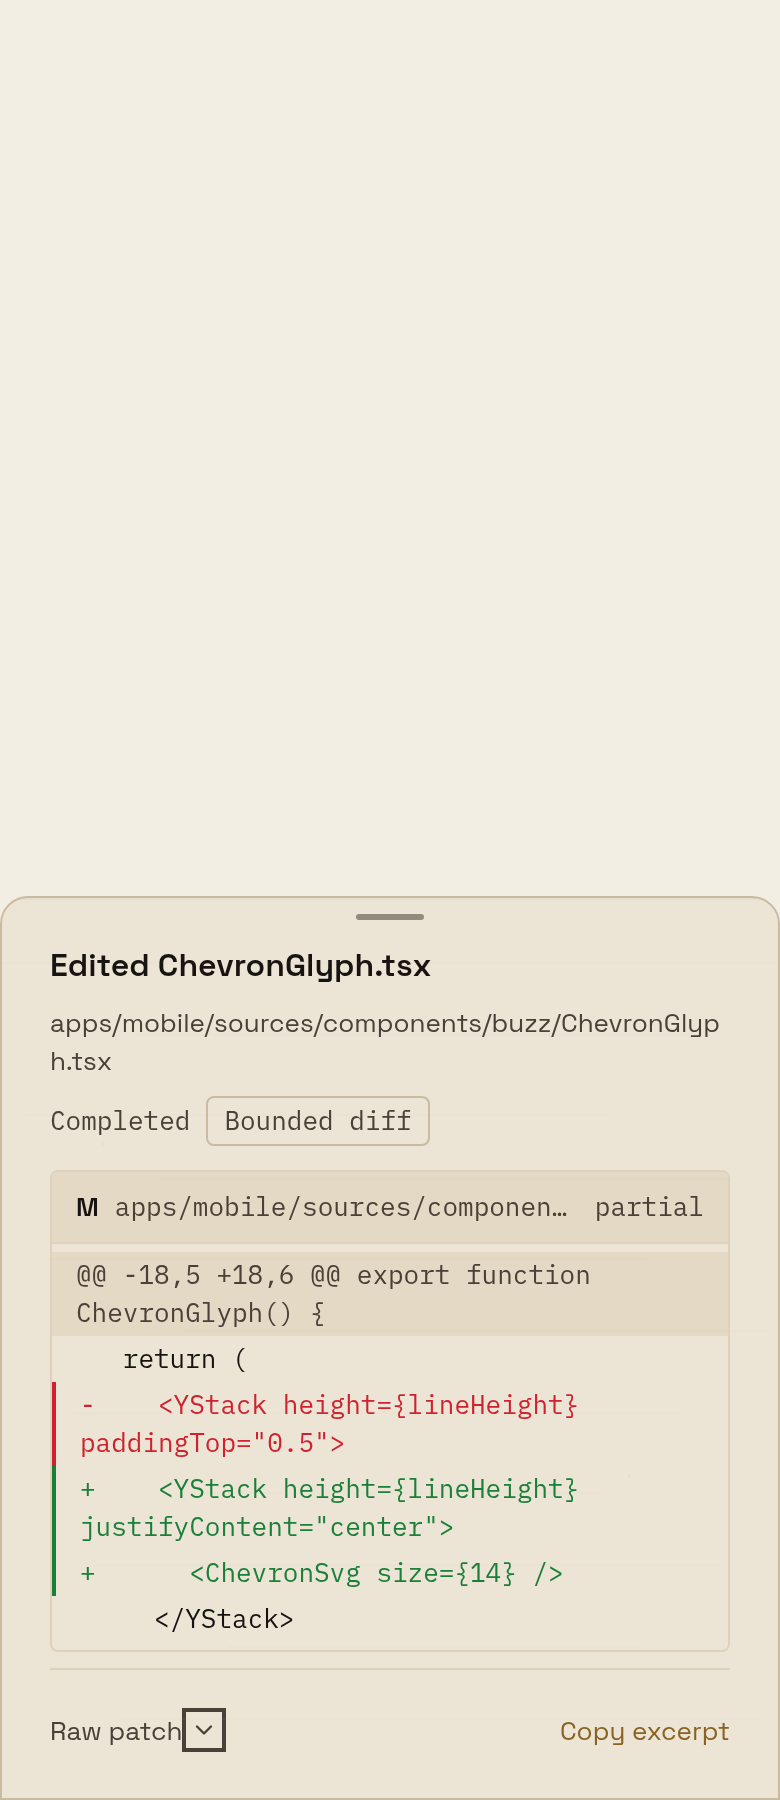 Edited ChevronGlyph.tsx
apps/mobile/sources/components/buzz/ChevronGlyp
h.tsx
Completed Bounded diff
M apps/mobile/sources/componen… partial
@@ -18,5 +18,6 @@ export function
ChevronGlyph() {
   return (
-    <YStack height={lineHeight}
paddingTop="0.5">
+    <YStack height={lineHeight}
justifyContent="center">
+      <ChevronSvg size={14} />
     </YStack>
Raw patch Copy excerpt